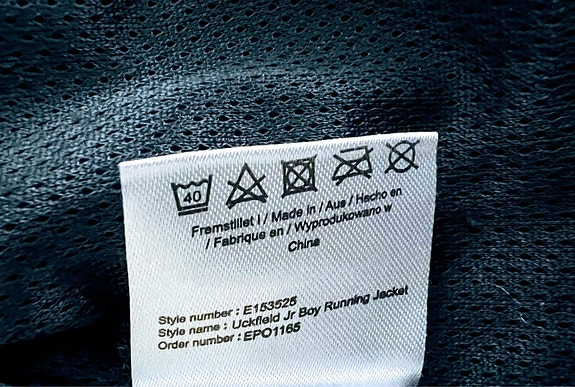 40
Fremstillet i / Made in / Aus / Hecho en
/ Fabrique en / Wyprodukowano w
China
Style number : E153525
Style name : Uckfield Jr Boy Running Jacket
Order number : EPO1165